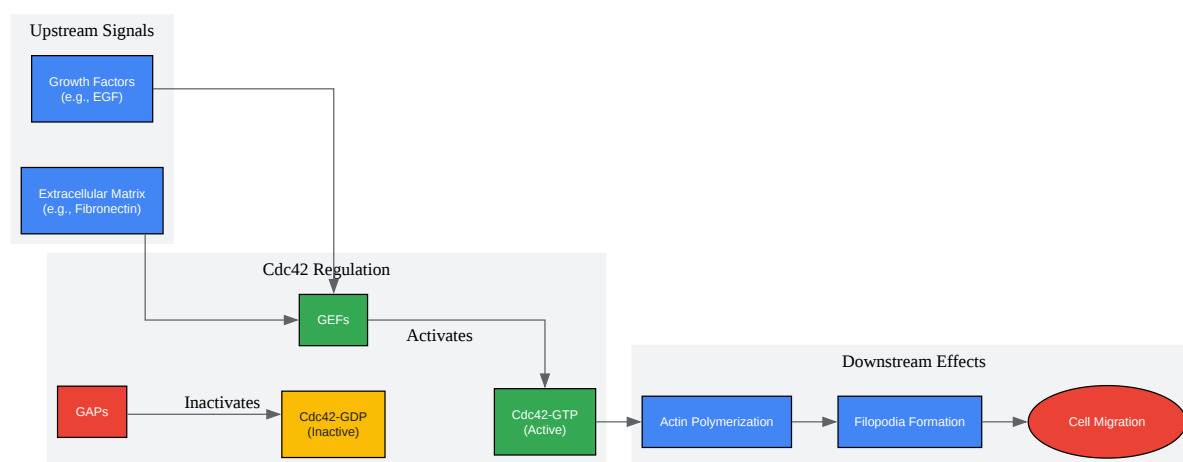 Upstream Signals
Growth Factors
(e.g., EGF)
Extracellular Matrix
(e.g., Fibronectin)
Cdc42 Regulation
GEFs
Activates
GAPs
Inactivates
Cdc42-GDP
(Inactive)
Cdc42-GTP
(Active)
Downstream Effects
Actin Polymerization
Filopodia Formation
Cell Migration